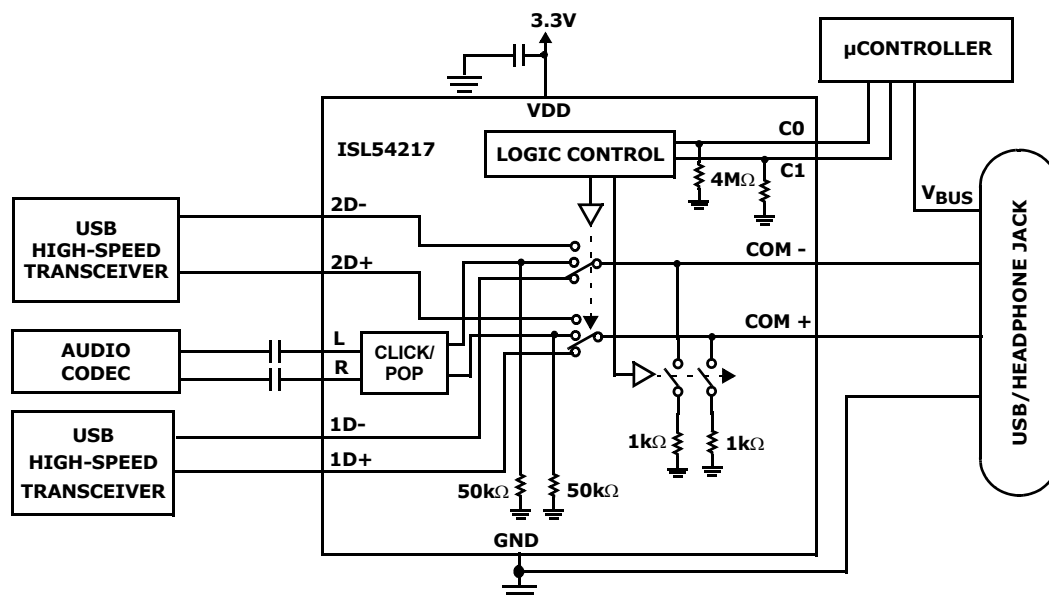 3.3V
µCONTROLLER
VDD
ISL54217
LOGIC CONTROL
C0
C1
4MΩ
VBUS
USB
HIGH-SPEED
TRANSCEIVER
2D-
2D+
COM -
COM +
AUDIO
CODEC
L
R
CLICK/
POP
USB
HIGH-SPEED
TRANSCEIVER
1D-
1D+
50kΩ
50kΩ
1kΩ
1kΩ
GND
USB/HEADPHONE JACK